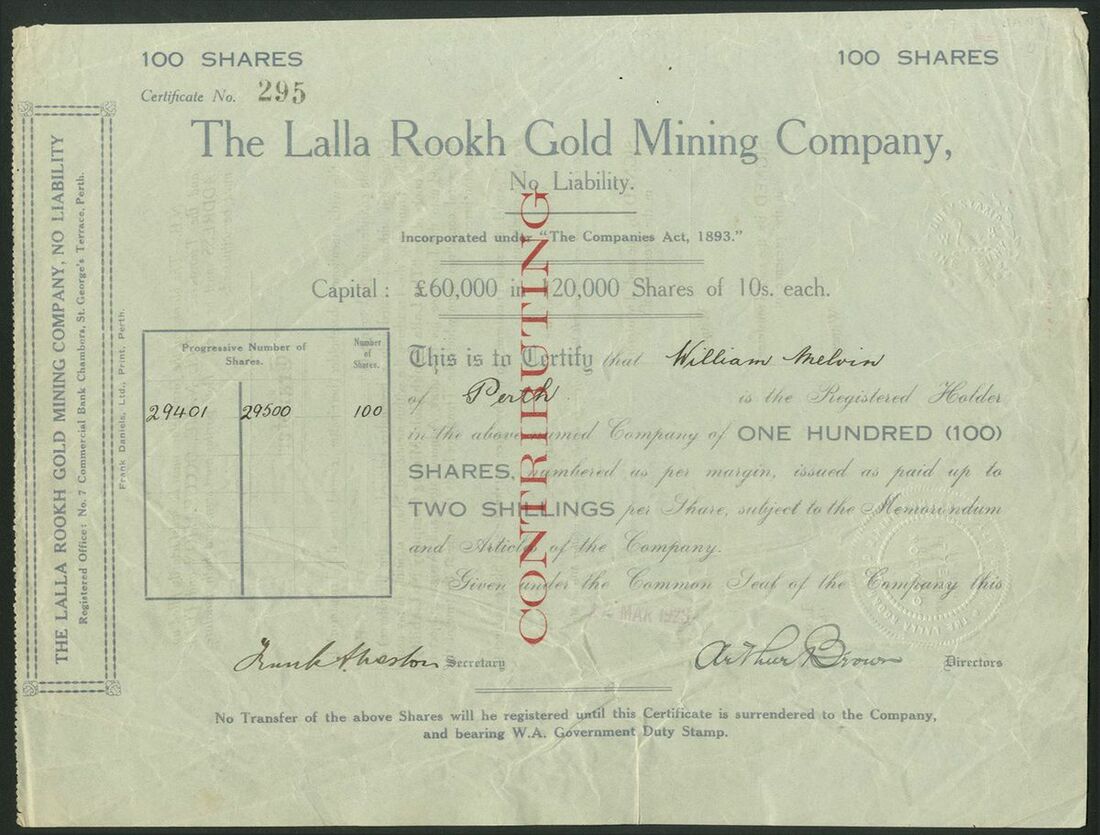 100 SHARES
100 SHARES
Certificate No. 295
The Lalla Rookh Gold Mining Company,
No Liability.
Incorporated under "The Companies Act, 1893."
Capital : £60,000 in 120,000 Shares of 10s. each.
CONTRIBUTING
THE LALLA ROOKH GOLD MINING COMPANY, NO LIABILITY
Registered Office: No. 7 Commercial Bank Chambers, St. George's Terrace, Perth.
Frank Daniels, Ltd., Print, Perth.
Progressive Number of Shares.
Number of Shares.
29401 29500 100
This is to Certify that William Melvin
of Perth is the Registered Holder
in the above-named Company of ONE HUNDRED (100)
SHARES, numbered as per margin, issued as paid up to
TWO SHILLINGS per Share, subject to the Memorandum
and Articles of the Company.
Given under the Common Seal of the Company this
MAR
Secretary
Arthur Brown Directors
No Transfer of the above Shares will he registered until this Certificate is surrendered to the Company,
and bearing W.A. Government Duty Stamp.